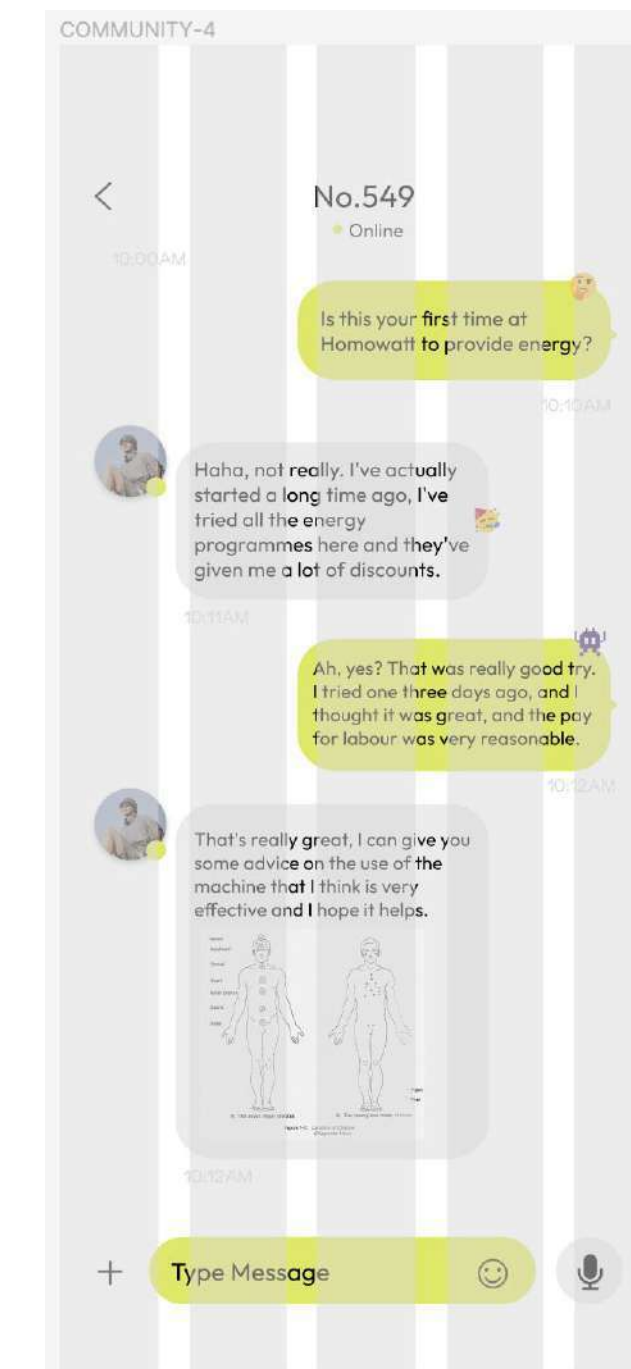 COMMUNITY-4
No.549
Online
10:00AM
Is this your first time at
Homowatt to provide energy?
10:10AM
Haha, not really. I've actually
started a long time ago, I've
tried all the energy
programmes here and they've
given me a lot of discounts.
10:11AM
Ah, yes? That was really good try.
I tried one three days ago, and I
thought it was great, and the pay
for labour was very reasonable.
10:12AM
That's really great, I can give you
some advice on the use of the
machine that I think is very
effective and I hope it helps.
10:12AM
Type Message